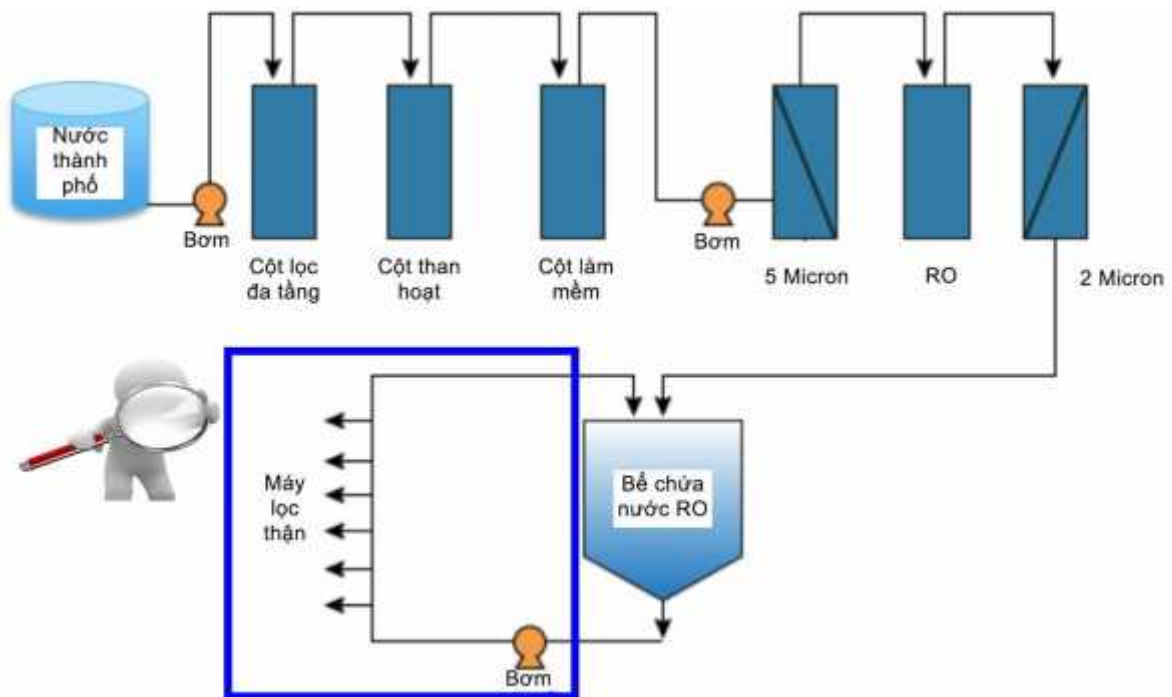 Nước
thành
phố
Bơm
Cột lọc
đa tầng
Cột than
hoạt
Cột làm
mềm
Bơm
5 Micron
RO
2 Micron
Máy
lọc
thận
Bể chứa
nước RO
Bơm